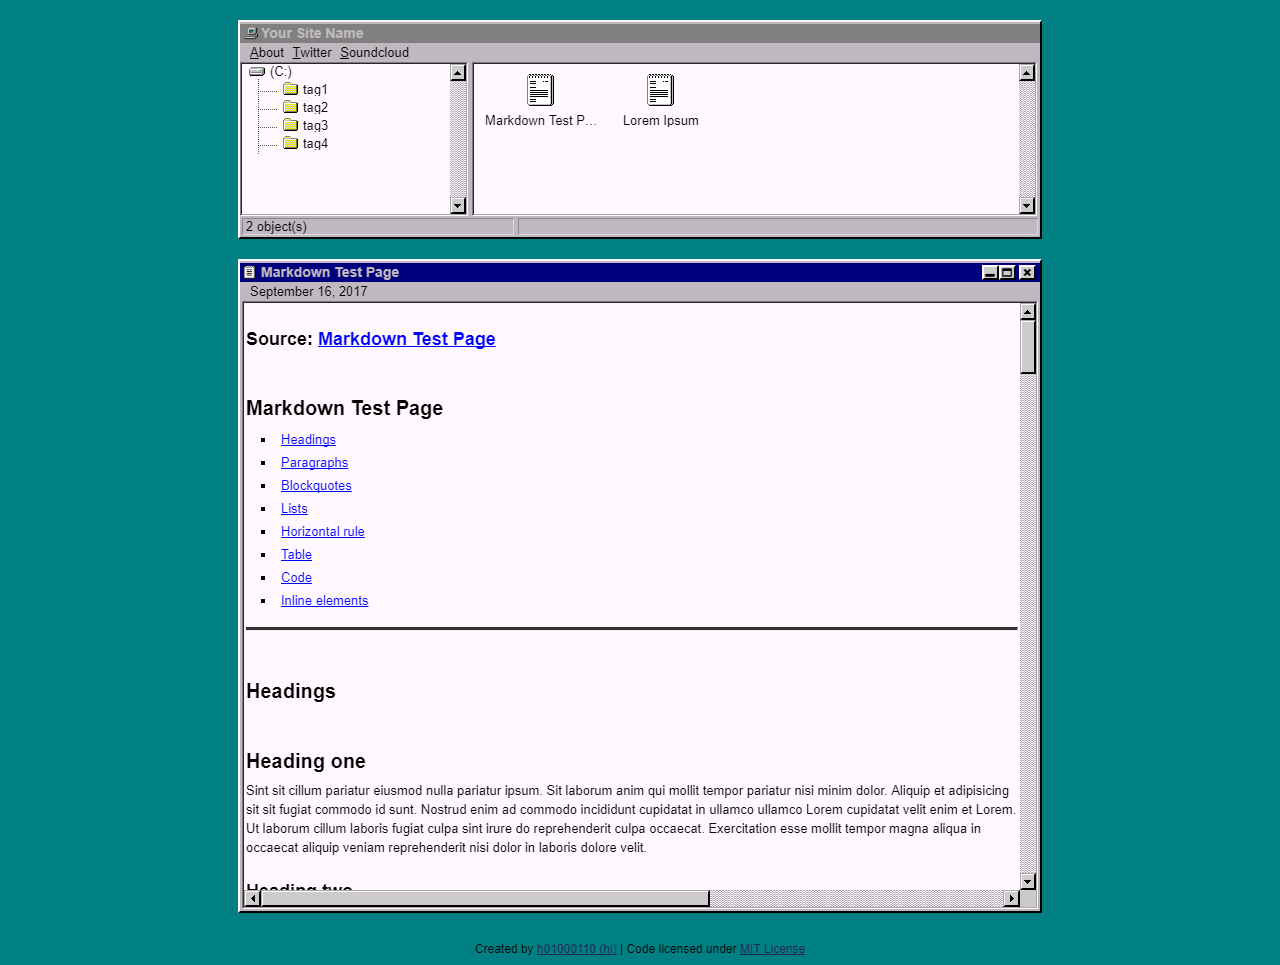 Your Site Name
About Twitter Soundcloud
(C:)
tag1
tag2
tag3
tag4
Markdown Test P...
Lorem Ipsum
2 object(s)
Markdown Test Page
September 16, 2017
Source: Markdown Test Page
Markdown Test Page
Headings
Paragraphs
Blockquotes
Lists
Horizontal rule
Table
Code
Inline elements
Headings
Heading one
Sint sit cillum pariatur eiusmod nulla pariatur ipsum. Sit laborum anim qui mollit tempor pariatur nisi minim dolor. Aliquip et adipisicing
sit sit fugiat commodo id sunt. Nostrud enim ad commodo incididunt cupidatat in ullamco ullamco Lorem cupidatat velit enim et Lorem.
Ut laborum cillum laboris fugiat culpa sint irure do reprehenderit culpa occaecat. Exercitation esse mollit tempor magna aliqua in
occaecat aliquip veniam reprehenderit nisi dolor in laboris dolore velit.
Heading two
Created by h01000110 (hi) | Code licensed under MIT License